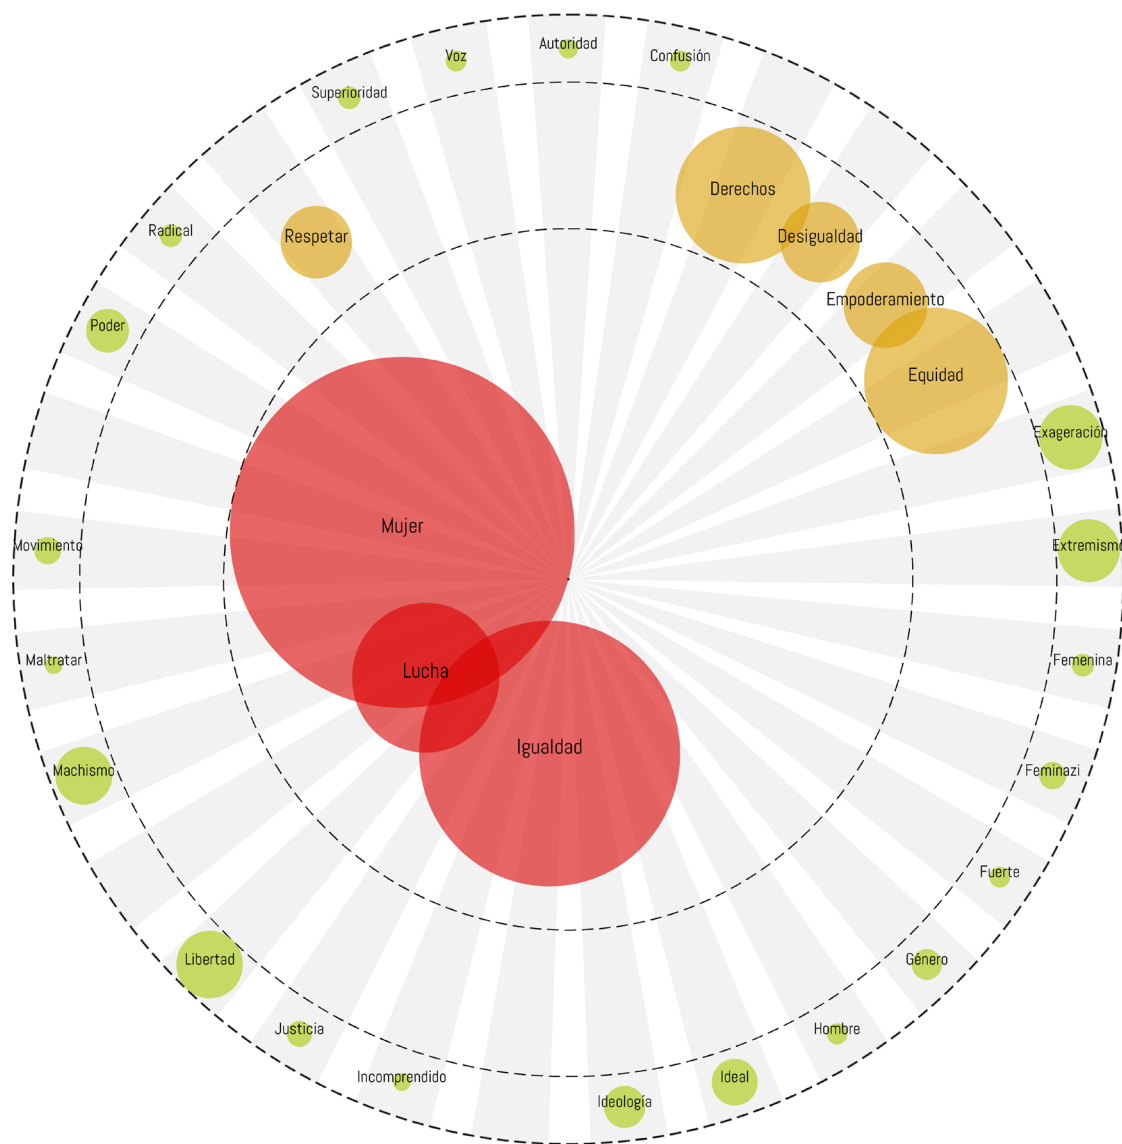 Autoridad
Voz
Confusión
Superioridad
Derechos
Radical
Respetar
Desigualdad
Empoderamiento
Poder
Equidad
Exageración
Mujer
Movimiento
Extremismo
Maltratar
Lucha
Femenina
Igualdad
Machismo
Feminazi
Fuerte
Libertad
Género
Justicia
Hombre
Incomprendido
Ideal
Ideología